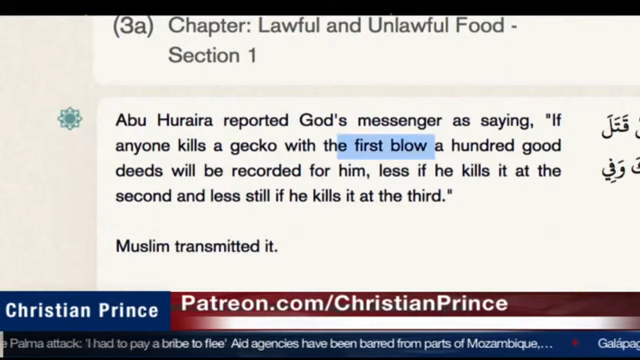 (3a) Chapter: Lawful and Unlawful Food -
Section 1
Abu Huraira reported God's messenger as saying, "If
anyone kills a gecko with the first blow a hundred good
deeds will be recorded for him, less if he kills it at the
second and less still if he kills it at the third."
Muslim transmitted it.
قَتَلَ
وَفِي
Christian Prince
Patreon.com/ChristianPrince
Palma attack: 'I had to pay a bribe to flee' Aid agencies have been barred from parts of Mozambique,...